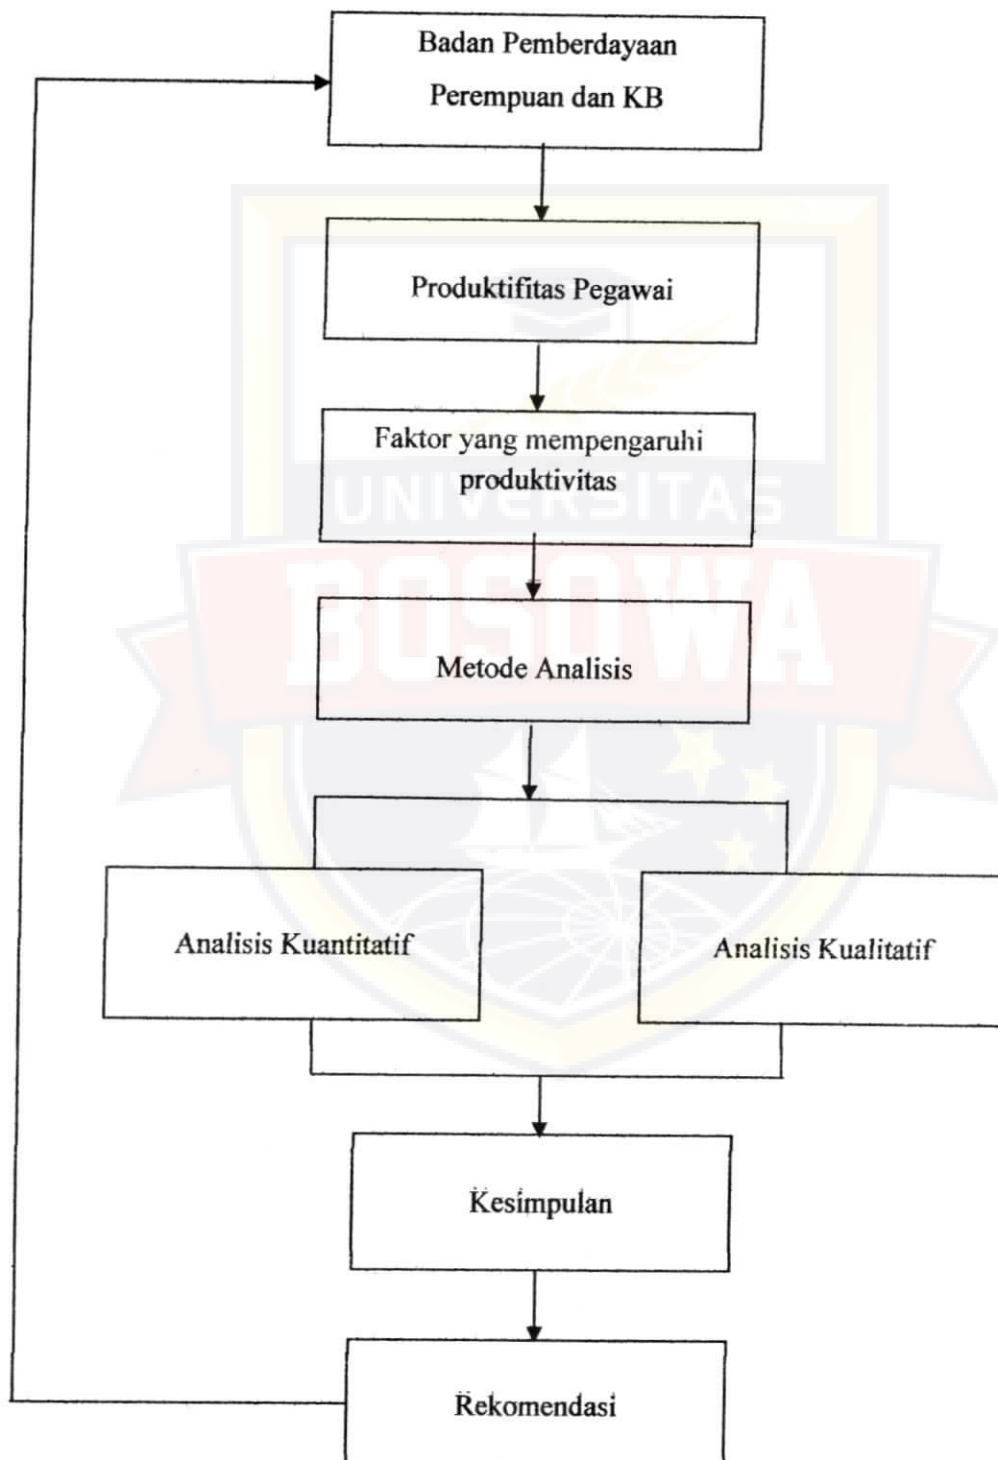 Badan Pemberdayaan
Perempuan dan KB
Produktifitas Pegawai
Faktor yang mempengaruhi
produktivitas
UNIVERSITAS
BOSOWA
Metode Analisis
Analisis Kuantitatif
Analisis Kualitatif
Kesimpulan
Rekomendasi